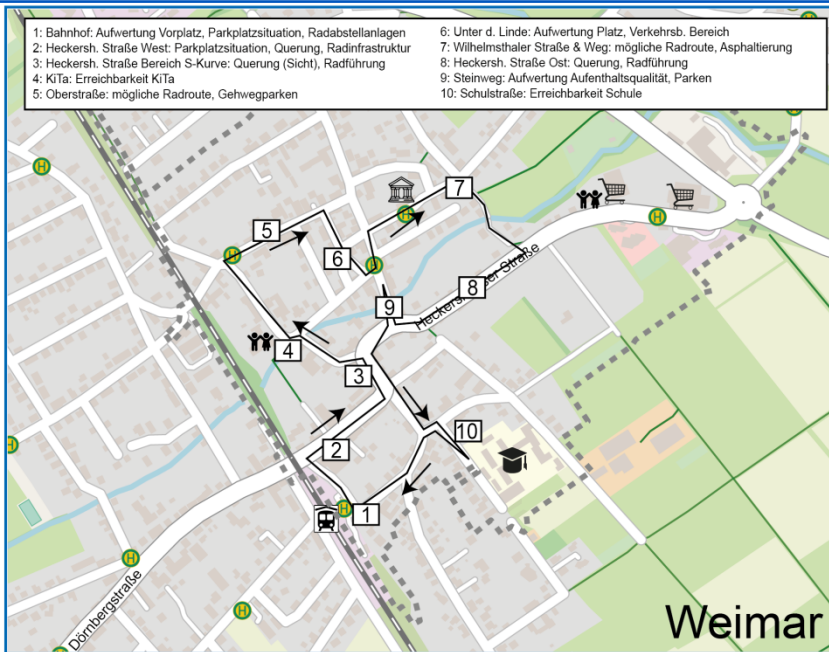 1: Bahnhof: Aufwertung Vorplatz, Parkplatzsituation, Radabstellanlagen
2: Heckersh. Straße West: Parkplatzsituation, Querung, Radinfrastruktur
3: Heckersh. Straße Bereich S-Kurve: Querung (Sicht), Radführung
4: KiTa: Erreichbarkeit KiTa
5: Oberstraße: mögliche Radroute, Gehwegparken
6: Unter d. Linde: Aufwertung Platz, Verkehrsb. Bereich
7: Wilhelmsthaler Straße & Weg: mögliche Radroute, Asphaltierung
8: Heckersh. Straße Ost: Querung, Radführung
9: Steinweg: Aufwertung Aufenthaltsqualität, Parken
10: Schulstraße: Erreichbarkeit Schule
H
H
7
H
H
5
H
6
H
8
9
4
3
10
2
H
H
1
H
H
Dörnbergstraße
H
Weimar